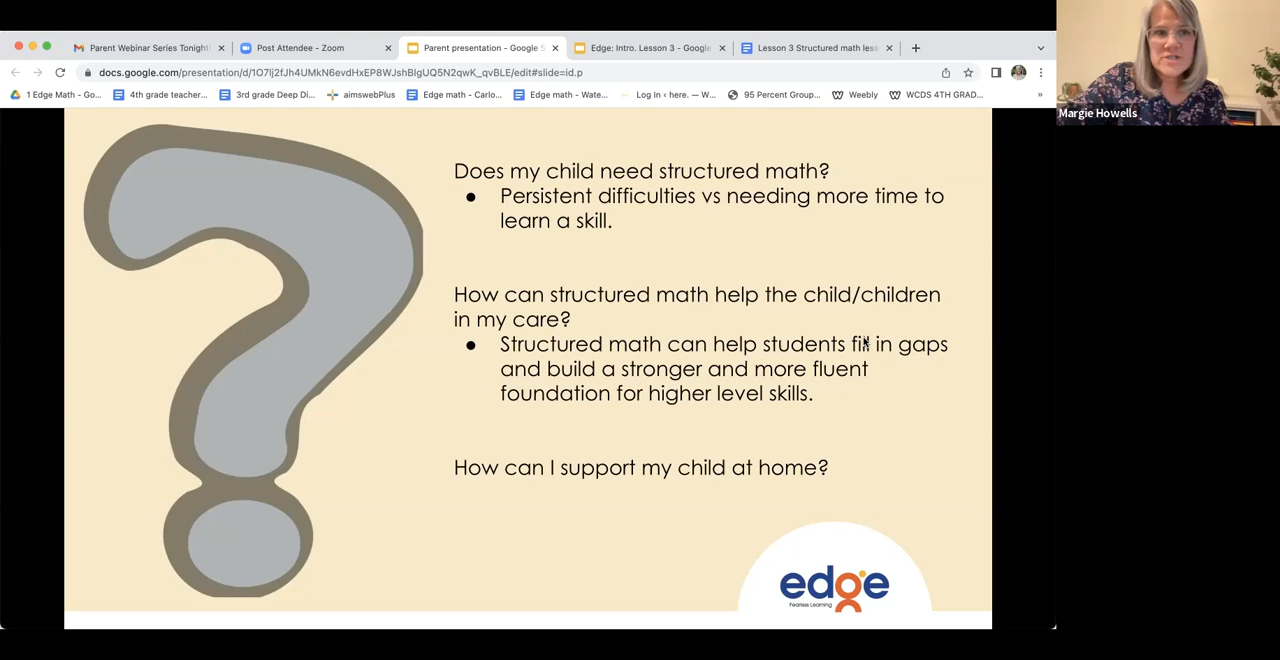 Parent Webinar Series Tonight!
Post Attendee - Zoom
Parent presentation - Google S
Edge: Intro. Lesson 3 - Google
Lesson 3 Structured math less
docs.google.com/presentation/d/1O7Ij2fJh4UMkN6evdHxEP8WJshBIgUQ5N2qwK_qvBLE/edit#slide=id.p
1 Edge Math - Go...
4th grade teacher...
3rd grade Deep Di...
aimswebPlus
Edge math - Carlo...
Edge math - Wate...
Log In ‹ here. — W...
95 Percent Group...
Weebly
WCDS 4TH GRAD...
»
Margie Howells
Does my child need structured math?
● Persistent difficulties vs needing more time to
learn a skill.
How can structured math help the child/children
in my care?
● Structured math can help students fill in gaps
and build a stronger and more fluent
foundation for higher level skills.
How can I support my child at home?
edge
Fearless Learning